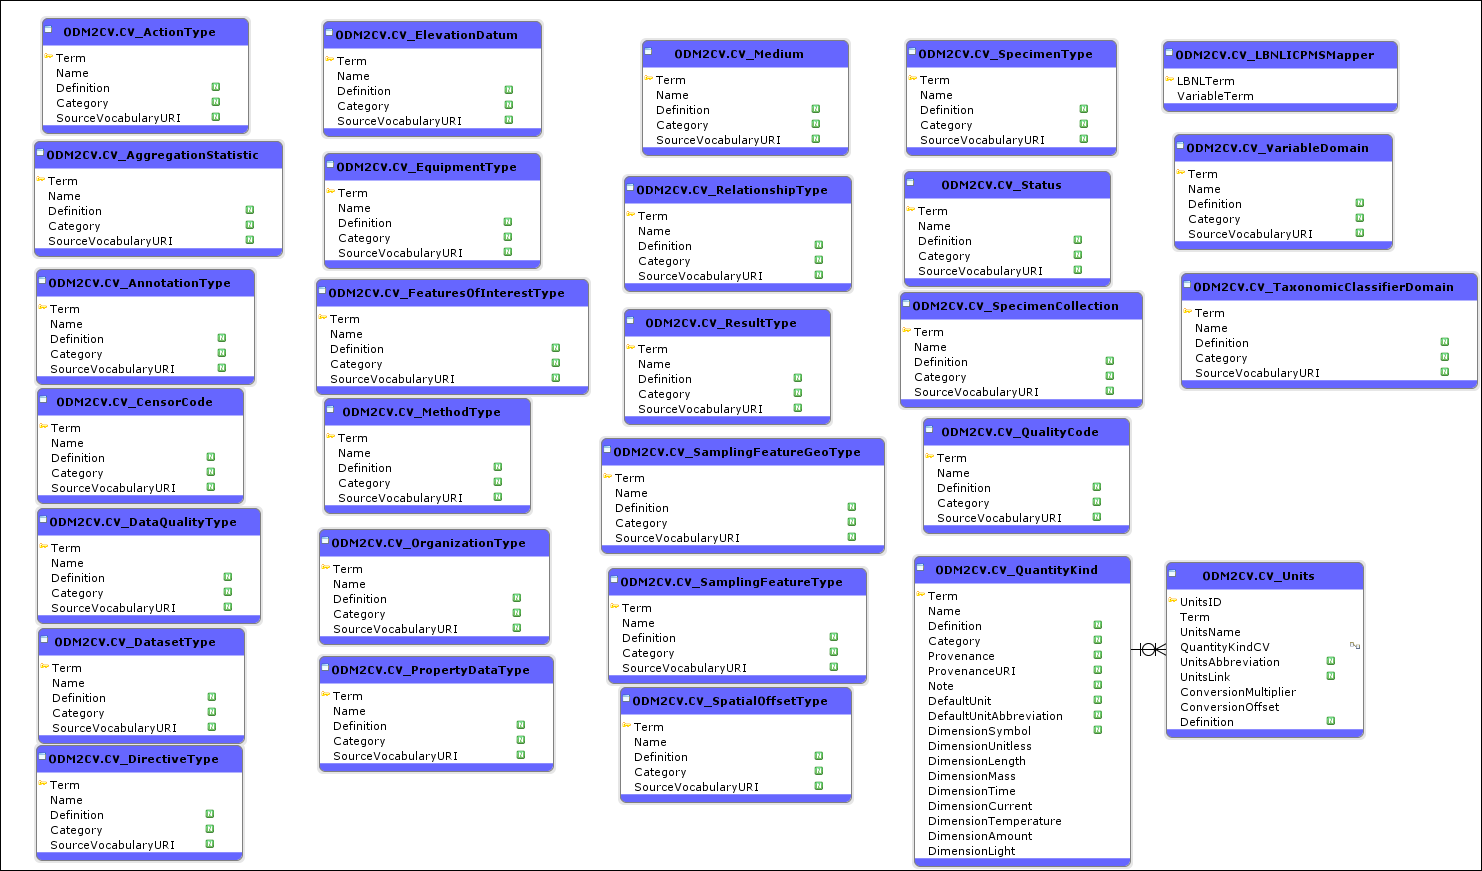 ODM2CV.CV_ActionType
Term
Name
Definition N
Category N
SourceVocabularyURI N
ODM2CV.CV_AggregationStatistic
Term
Name
Definition N
Category N
SourceVocabularyURI N
ODM2CV.CV_AnnotationType
Term
Name
Definition N
Category N
SourceVocabularyURI N
ODM2CV.CV_CensorCode
Term
Name
Definition N
Category N
SourceVocabularyURI N
ODM2CV.CV_DataQualityType
Term
Name
Definition N
Category N
SourceVocabularyURI N
ODM2CV.CV_DatasetType
Term
Name
Definition N
Category N
SourceVocabularyURI N
ODM2CV.CV_DirectiveType
Term
Name
Definition N
Category N
SourceVocabularyURI N
ODM2CV.CV_ElevationDatum
Term
Name
Definition N
Category N
SourceVocabularyURI N
ODM2CV.CV_EquipmentType
Term
Name
Definition N
Category N
SourceVocabularyURI N
ODM2CV.CV_FeaturesOfInterestType
Term
Name
Definition N
Category N
SourceVocabularyURI N
ODM2CV.CV_MethodType
Term
Name
Definition N
Category N
SourceVocabularyURI N
ODM2CV.CV_OrganizationType
Term
Name
Definition N
Category N
SourceVocabularyURI N
ODM2CV.CV_PropertyDataType
Term
Name
Definition N
Category N
SourceVocabularyURI N
ODM2CV.CV_Medium
Term
Name
Definition N
Category N
SourceVocabularyURI N
ODM2CV.CV_RelationshipType
Term
Name
Definition N
Category N
SourceVocabularyURI N
ODM2CV.CV_ResultType
Term
Name
Definition N
Category N
SourceVocabularyURI N
ODM2CV.CV_SamplingFeatureGeoType
Term
Name
Definition N
Category N
SourceVocabularyURI N
ODM2CV.CV_SamplingFeatureType
Term
Name
Definition N
Category N
SourceVocabularyURI N
ODM2CV.CV_SpatialOffsetType
Term
Name
Definition N
Category N
SourceVocabularyURI N
ODM2CV.CV_SpecimenType
Term
Name
Definition N
Category N
SourceVocabularyURI N
ODM2CV.CV_Status
Term
Name
Definition N
Category N
SourceVocabularyURI N
ODM2CV.CV_SpecimenCollection
Term
Name
Definition N
Category N
SourceVocabularyURI N
ODM2CV.CV_QualityCode
Term
Name
Definition N
Category N
SourceVocabularyURI N
ODM2CV.CV_QuantityKind
Term
Name
Definition N
Category N
Provenance N
ProvenanceURI N
Note N
DefaultUnit N
DefaultUnitAbbreviation N
DimensionSymbol N
DimensionUnitless
DimensionLength
DimensionMass
DimensionTime
DimensionCurrent
DimensionTemperature
DimensionAmount
DimensionLight
ODM2CV.CV_LBNLICPMSMapper
LBNLTerm
VariableTerm
ODM2CV.CV_VariableDomain
Term
Name
Definition N
Category N
SourceVocabularyURI N
ODM2CV.CV_TaxonomicClassifierDomain
Term
Name
Definition N
Category N
SourceVocabularyURI N
ODM2CV.CV_Units
UnitsID
Term
UnitsName
QuantityKindCV
UnitsAbbreviation N
UnitsLink N
ConversionMultiplier
ConversionOffset
Definition N